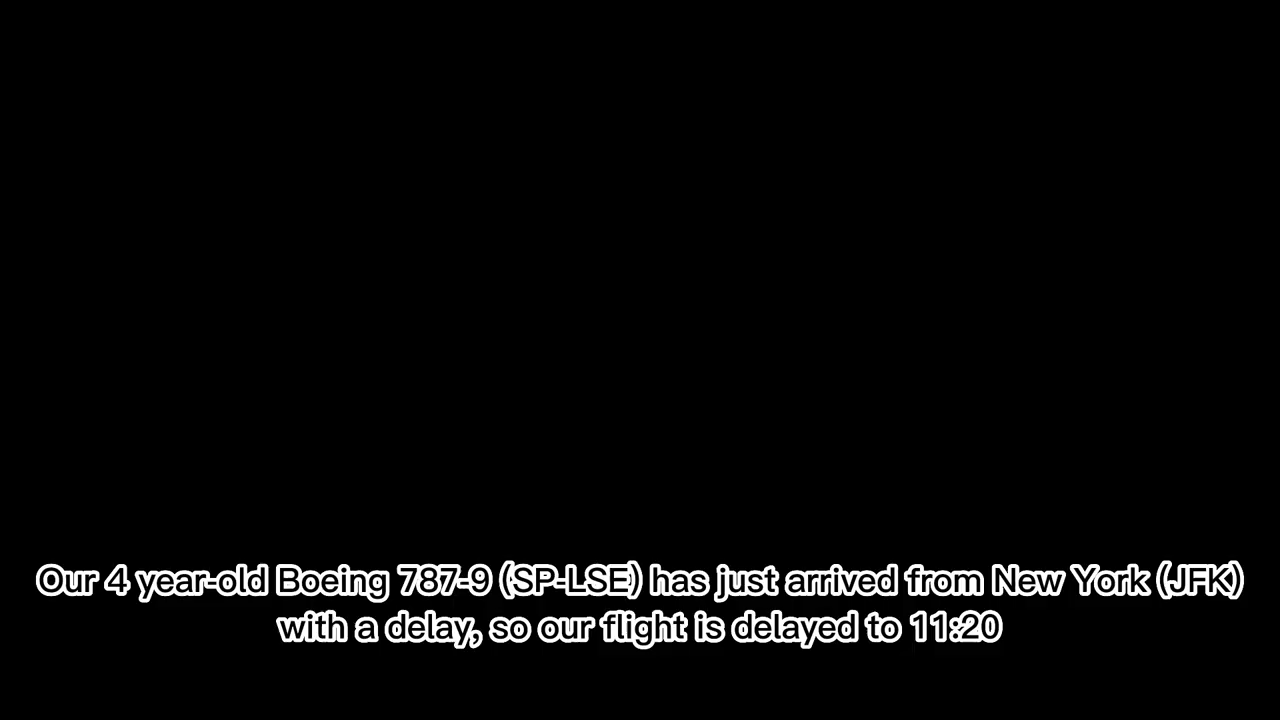 Our 4 year-old Boeing 787-9 (SP-LSE) has just arrived from New York (JFK)
with a delay, so our flight is delayed to 11:20